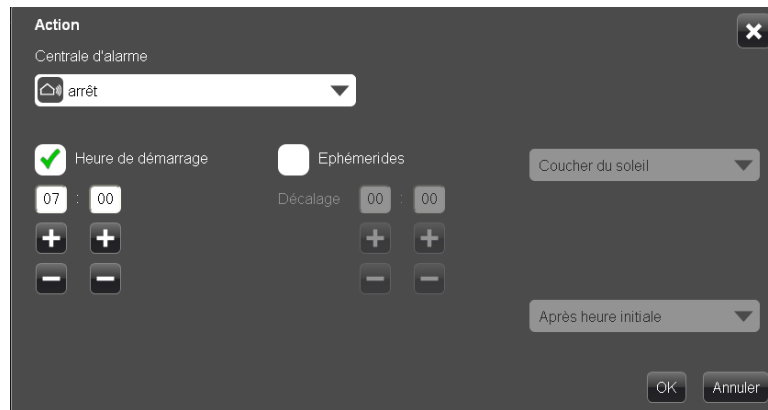 Action
Centrale d'alarme
arrêt
Heure de démarrage
Ephémerides
Coucher du soleil
07 : 00
Décalage 00 : 00
Après heure initiale
OK Annuler